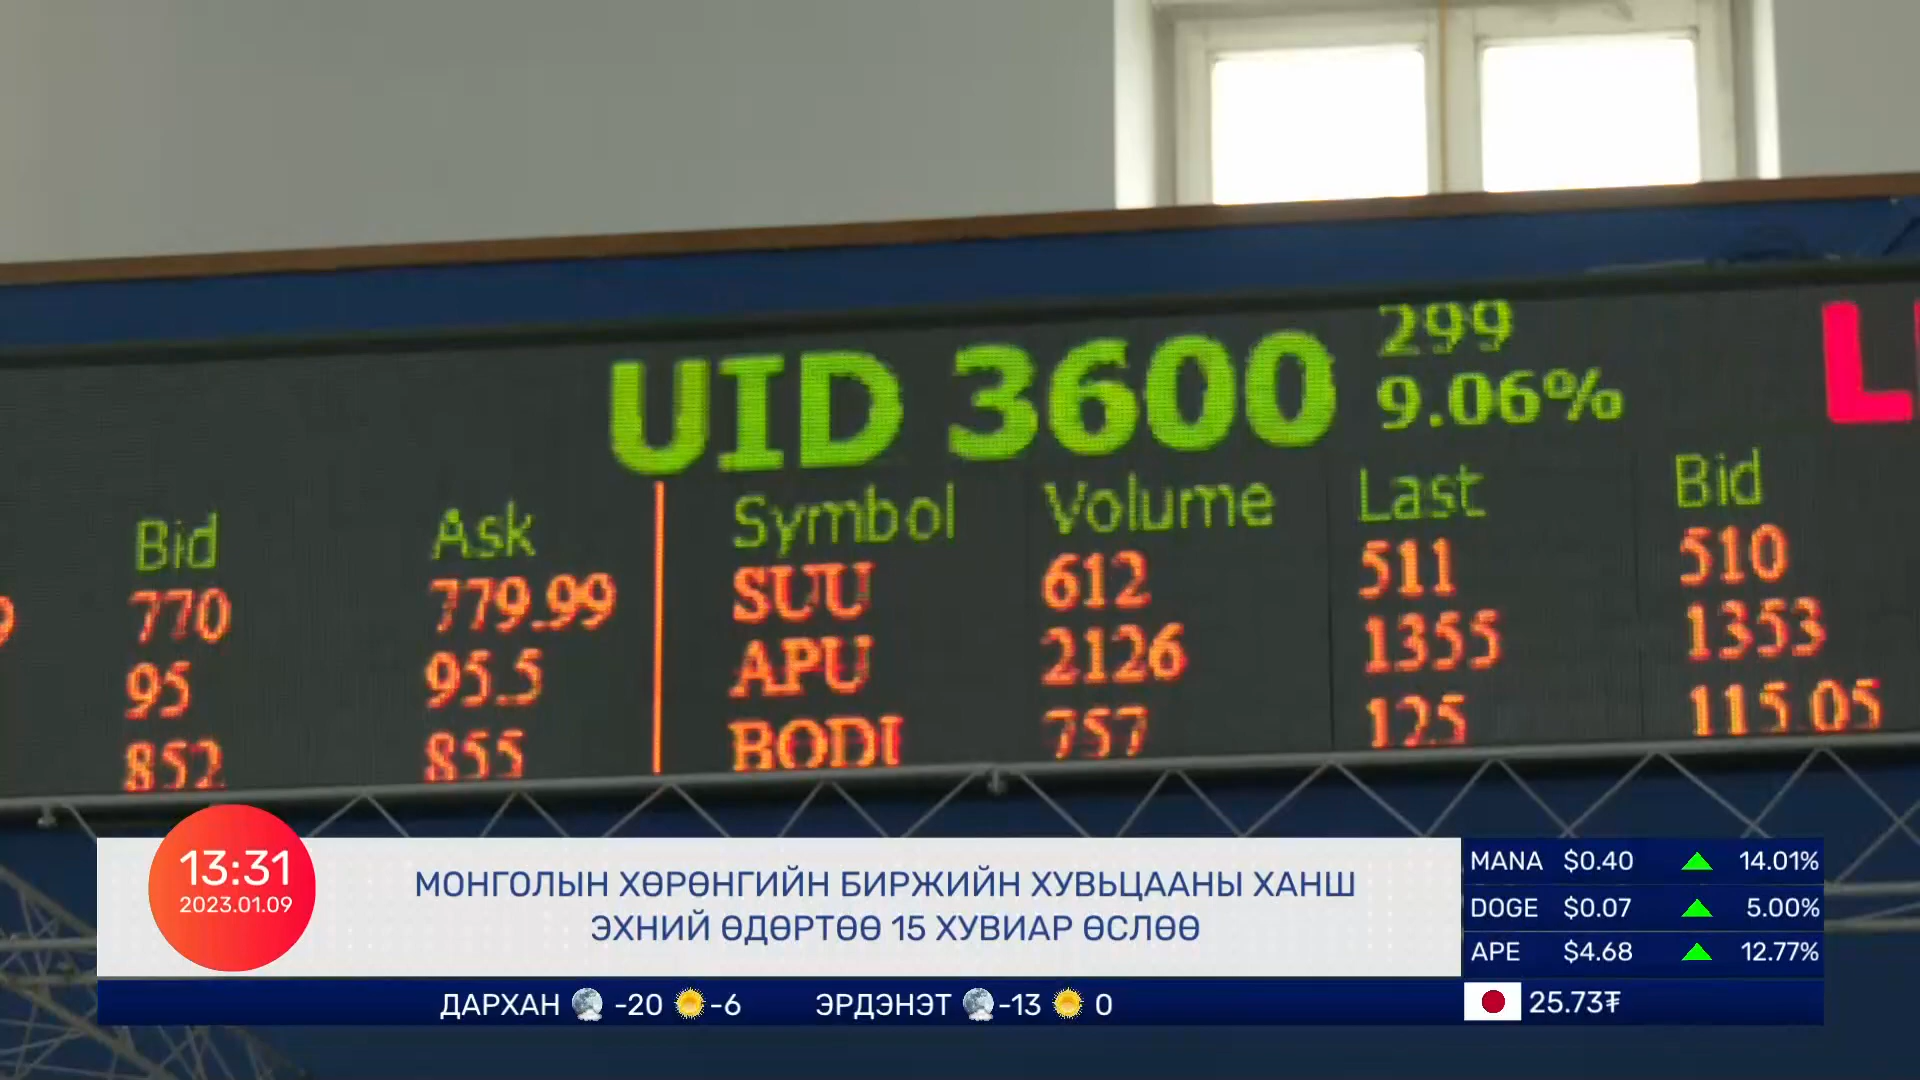 UID 3600
299
9.06%
Bid Ask Symbol Volume Last Bid
770 779.99 SUU 612 511 510
95 95.5 APU 2126 1355 1353
852 855 BODI 757 125 115.05
13:31
2023.01.09
МОНГОЛЫН ХӨРӨНГИЙН БИРЖИЙН ХУВЬЦААНЫ ХАНШ
ЭХНИЙ ӨДӨРТӨӨ 15 ХУВИАР ӨСЛӨӨ
MANA $0.40 14.01%
DOGE $0.07 5.00%
APE $4.68 12.77%
ДАРХАН -20 -6 ЭРДЭНЭТ -13 0
25.73₮